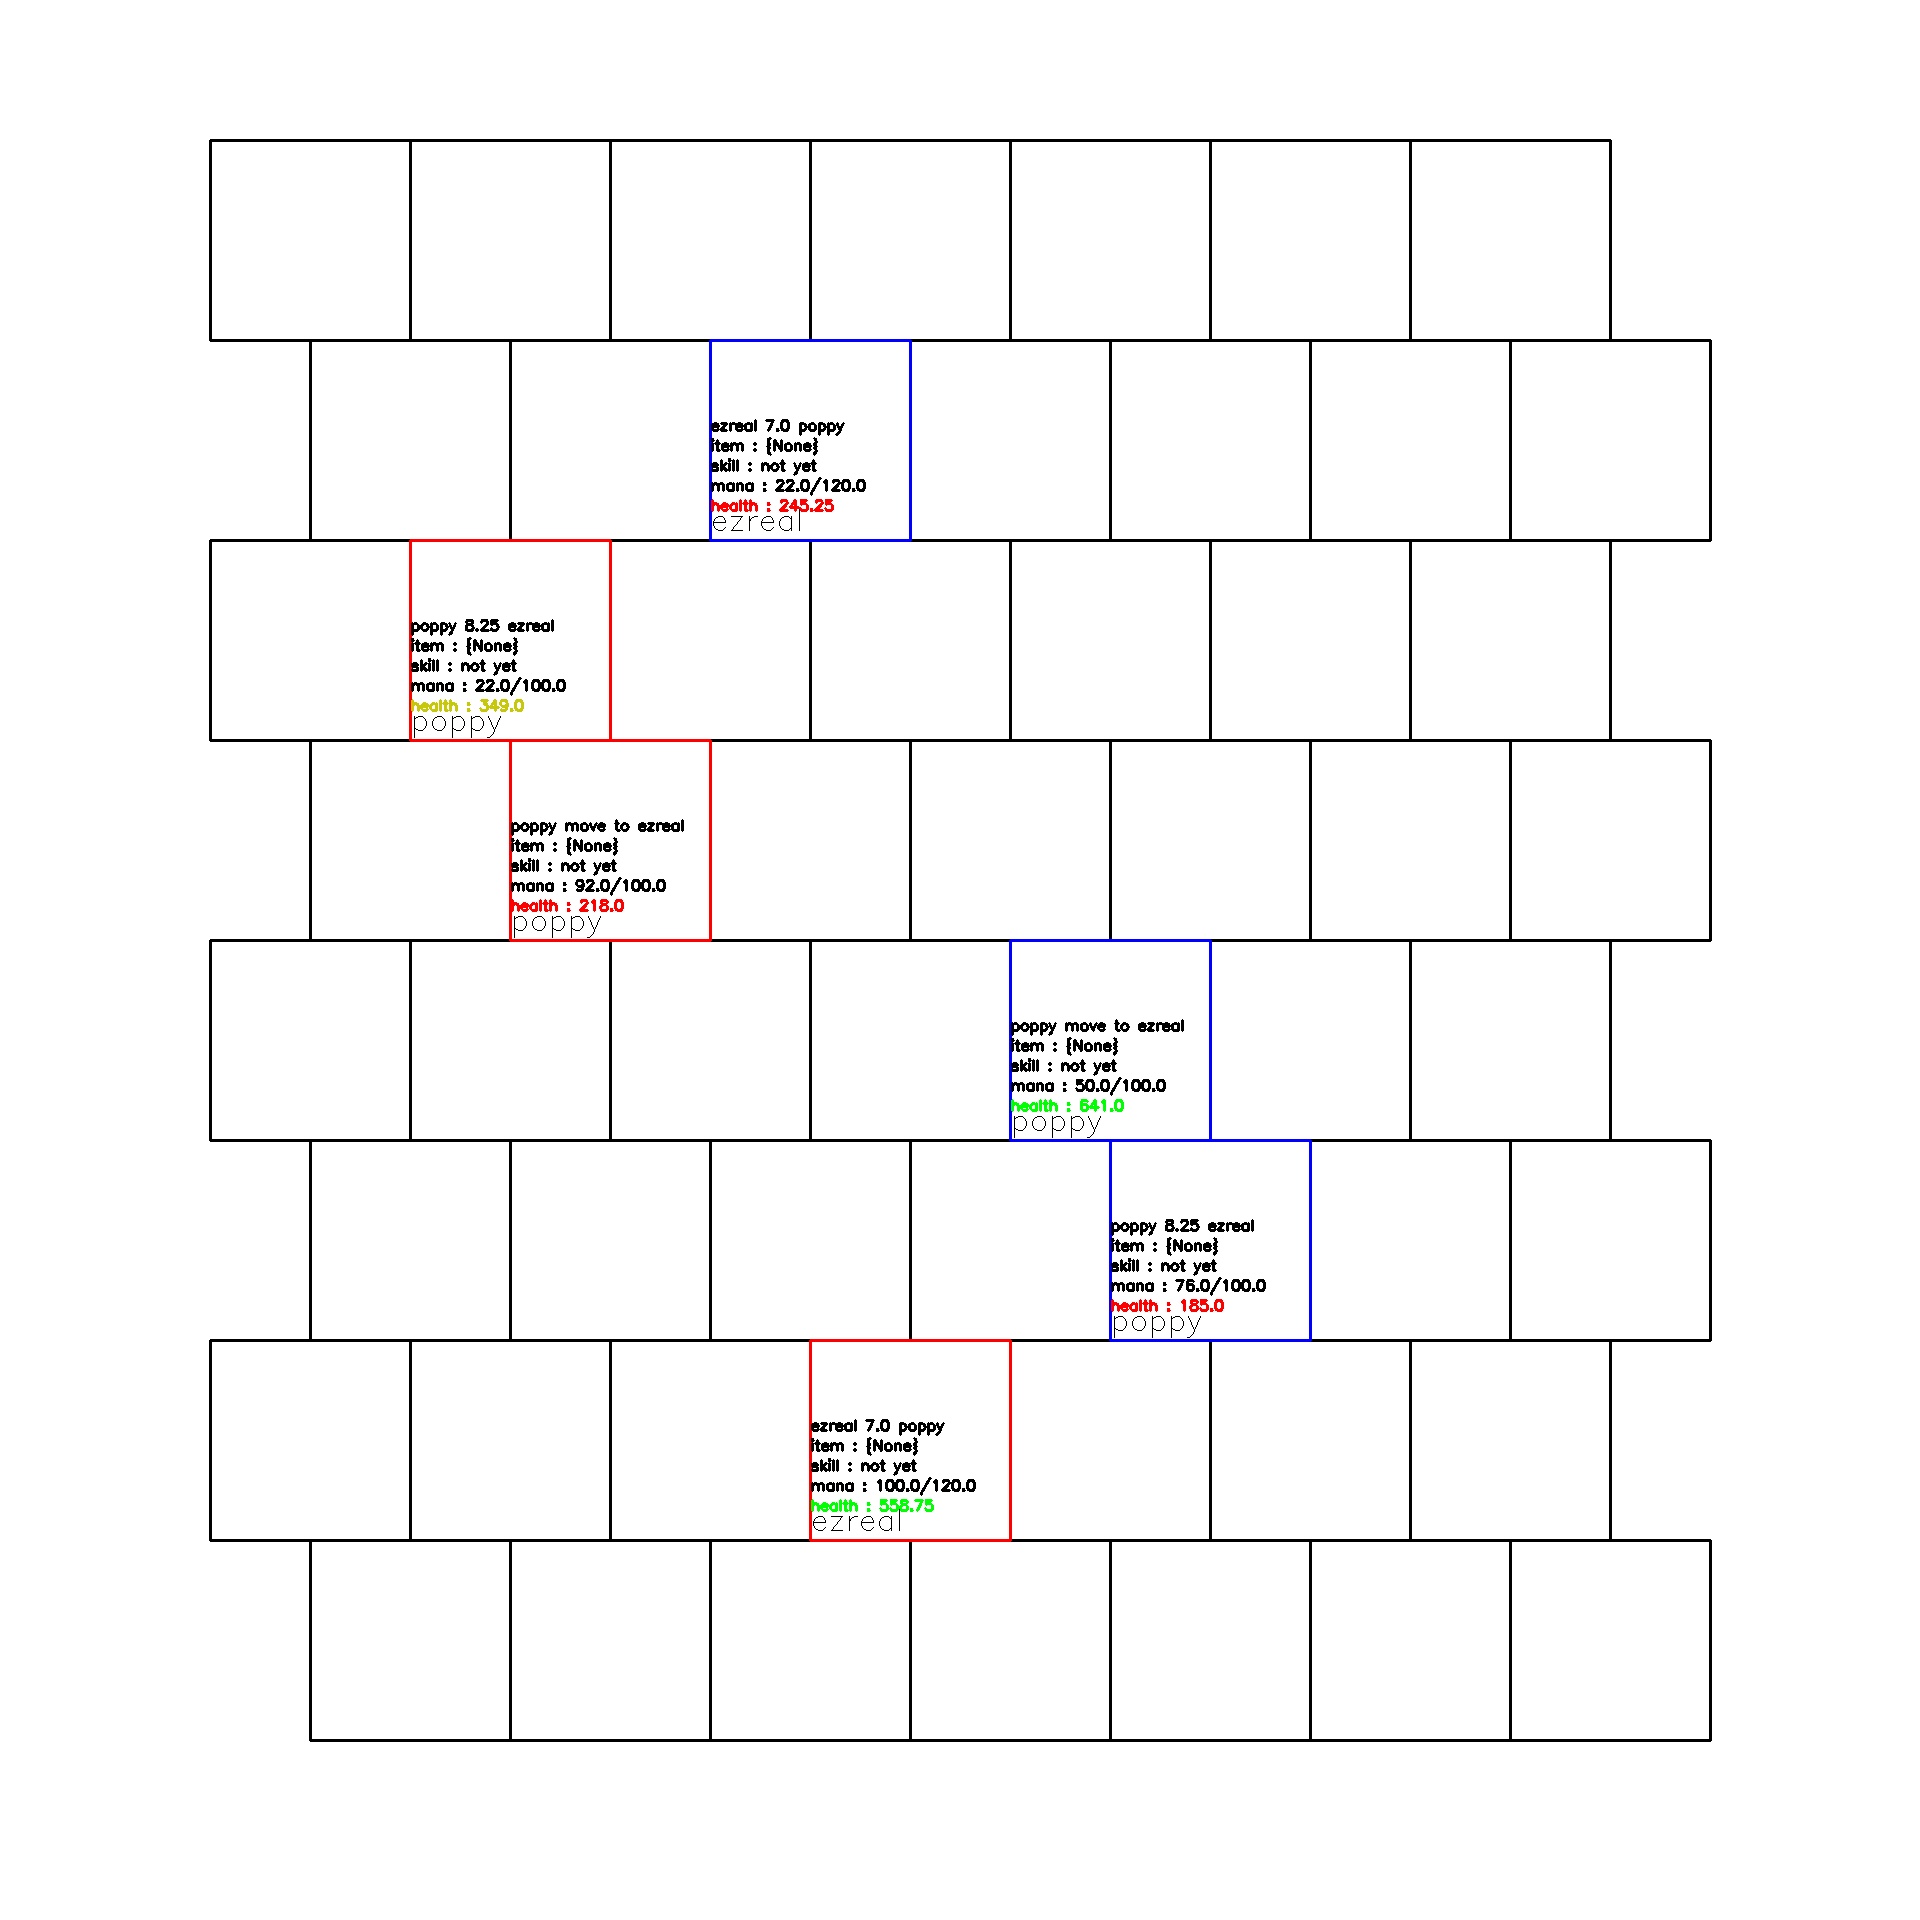 ezreal 7.0 poppy
item : {None}
skill : not yet
mana : 22.0/120.0
health : 245.25
ezreal
poppy 8.25 ezreal
item : {None}
skill : not yet
mana : 22.0/100.0
health : 349.0
poppy
poppy move to ezreal
item : {None}
skill : not yet
mana : 92.0/100.0
health : 218.0
poppy
poppy move to ezreal
item : {None}
skill : not yet
mana : 50.0/100.0
health : 641.0
poppy
poppy 8.25 ezreal
item : {None}
skill : not yet
mana : 76.0/100.0
health : 185.0
poppy
ezreal 7.0 poppy
item : {None}
skill : not yet
mana : 100.0/120.0
health : 558.75
ezreal